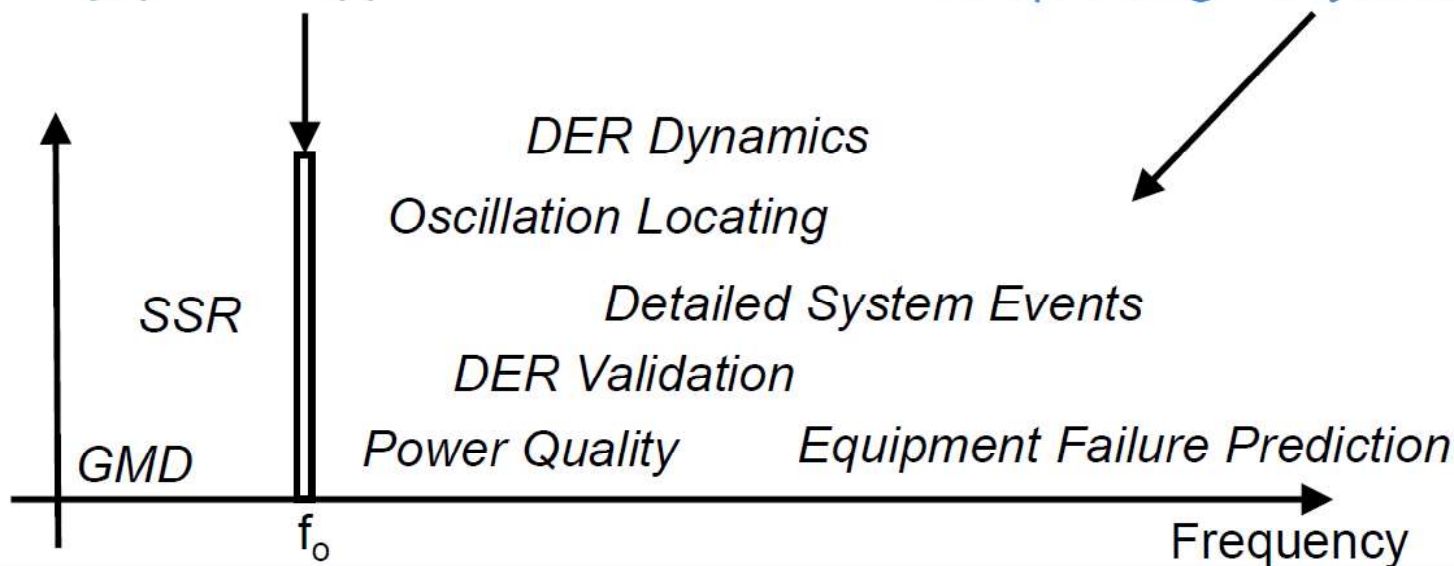 DER Dynamics
Oscillation Locating
SSR
Detailed System Events
DER Validation
GMD
Power Quality
Equipment Failure Prediction
fₒ
Frequency